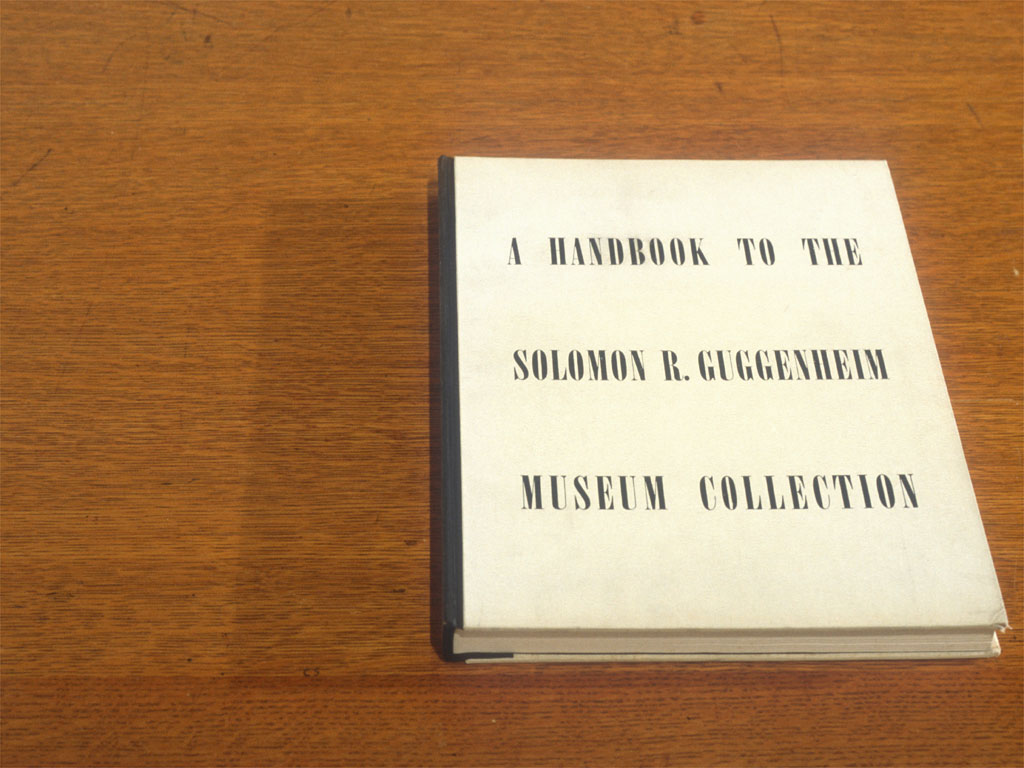 A HANDBOOK TO THE
SOLOMON R. GUGGENHEIM
MUSEUM COLLECTION